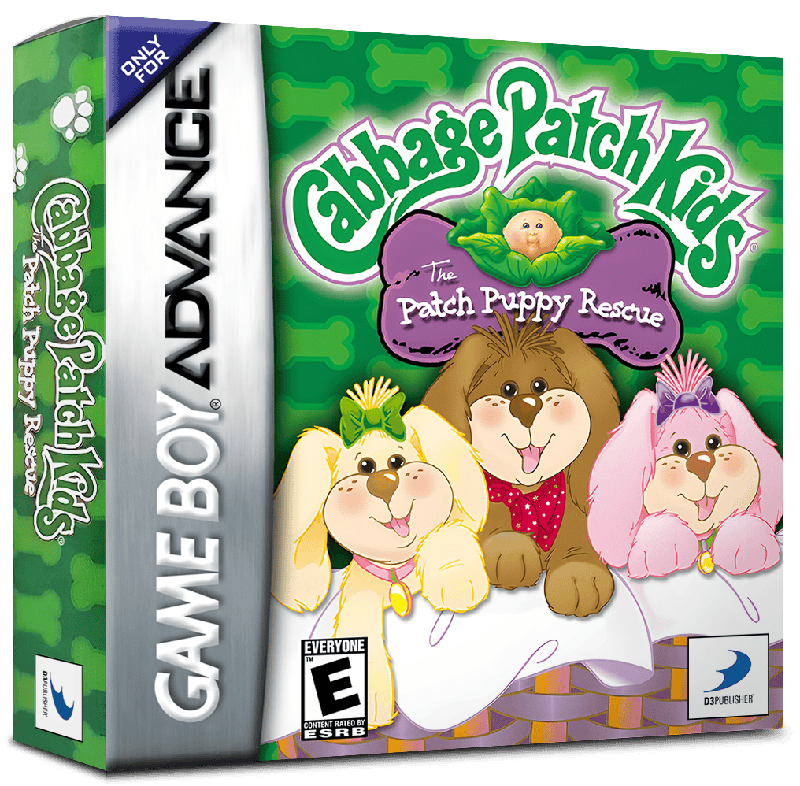 ONLY
FOR
GAME BOY ADVANCE
Cabbage Patch Kids
The
Patch Puppy Rescue
Cabbage Patch Kids
The
Patch Puppy Rescue
EVERYONE
E
CONTENT RATED BY
ESRB
D3PUBLISHER
D3PUBLISHER